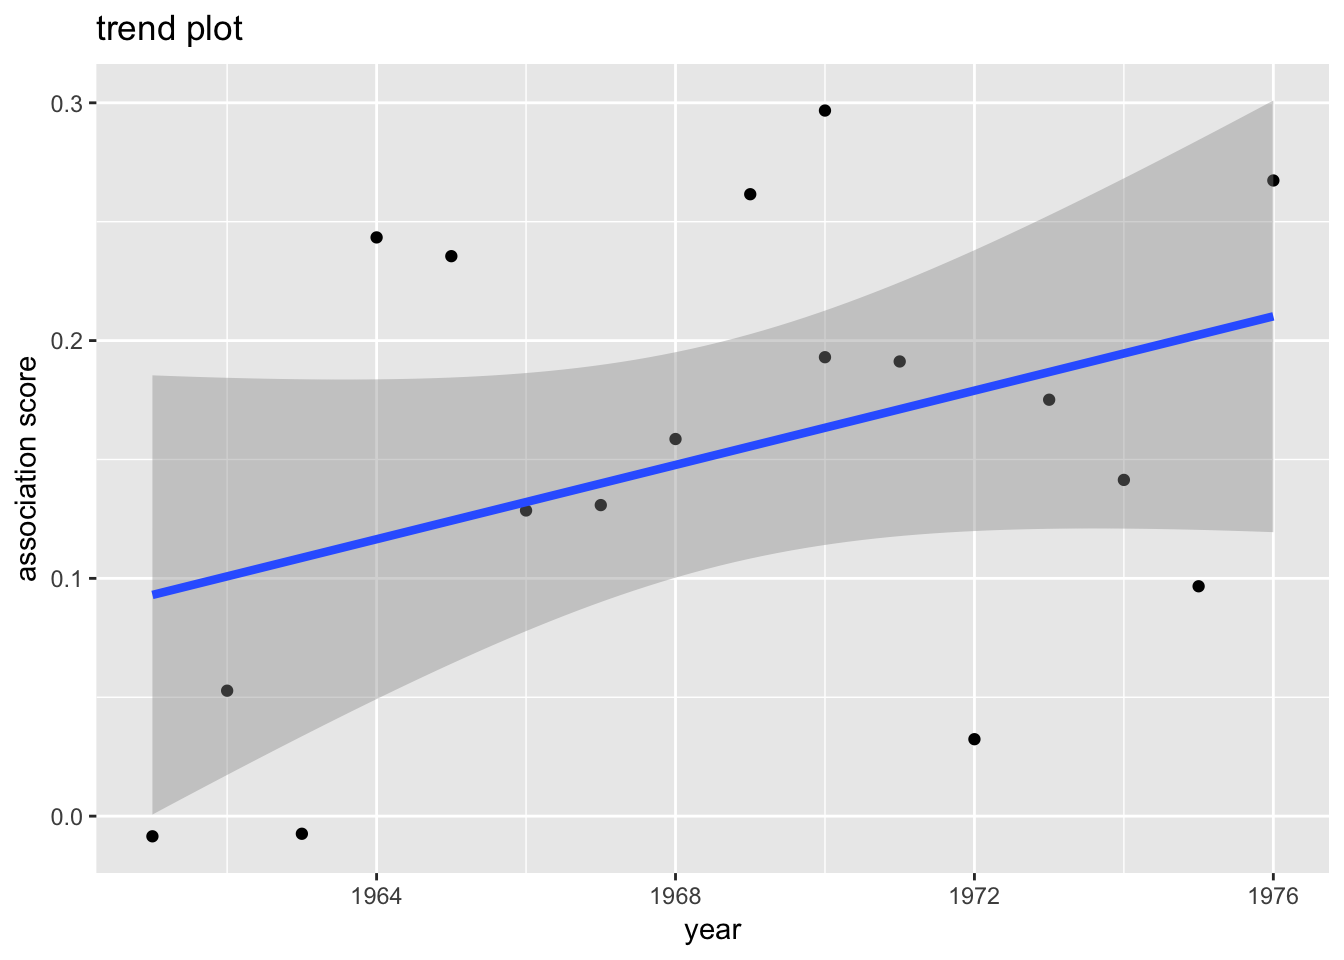 trend plot
association score
0.3
0.2
0.1
0.0
1964 1968 1972 1976
year